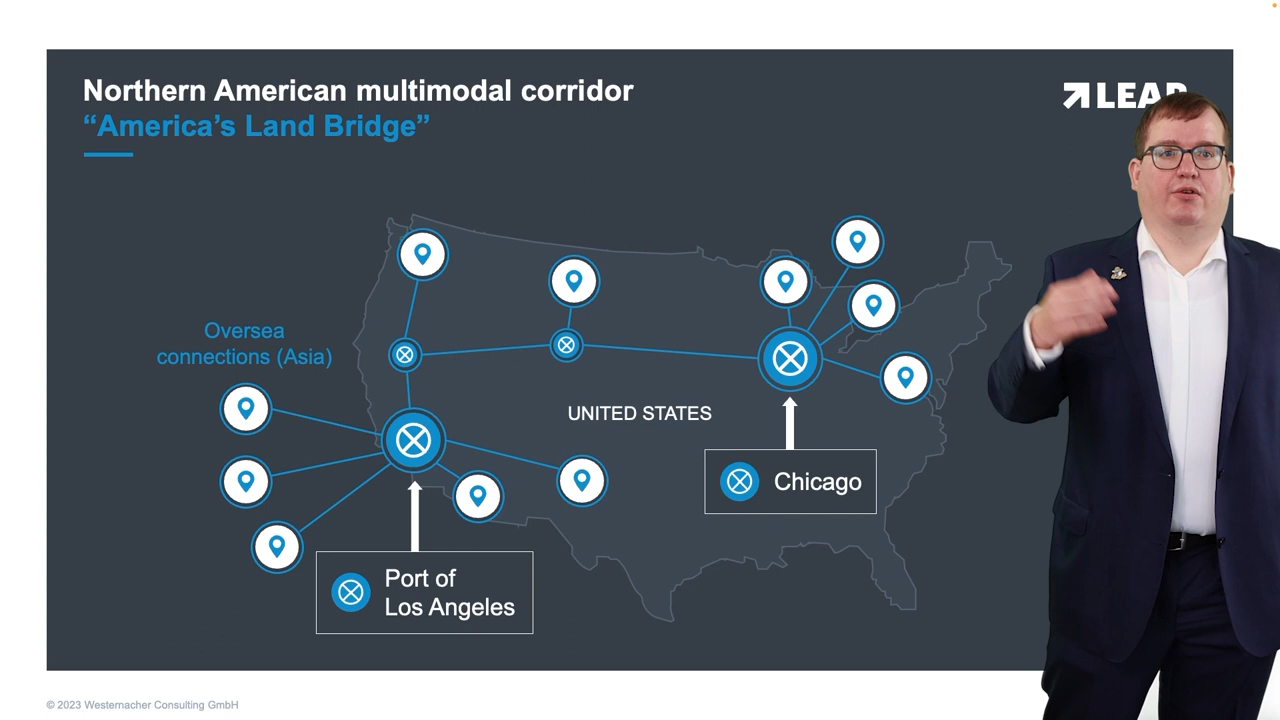 Northern American multimodal corridor
“America’s Land Bridge”
Oversea
connections (Asia)
UNITED STATES
Chicago
Port of
Los Angeles
© 2023 Westernacher Consulting GmbH